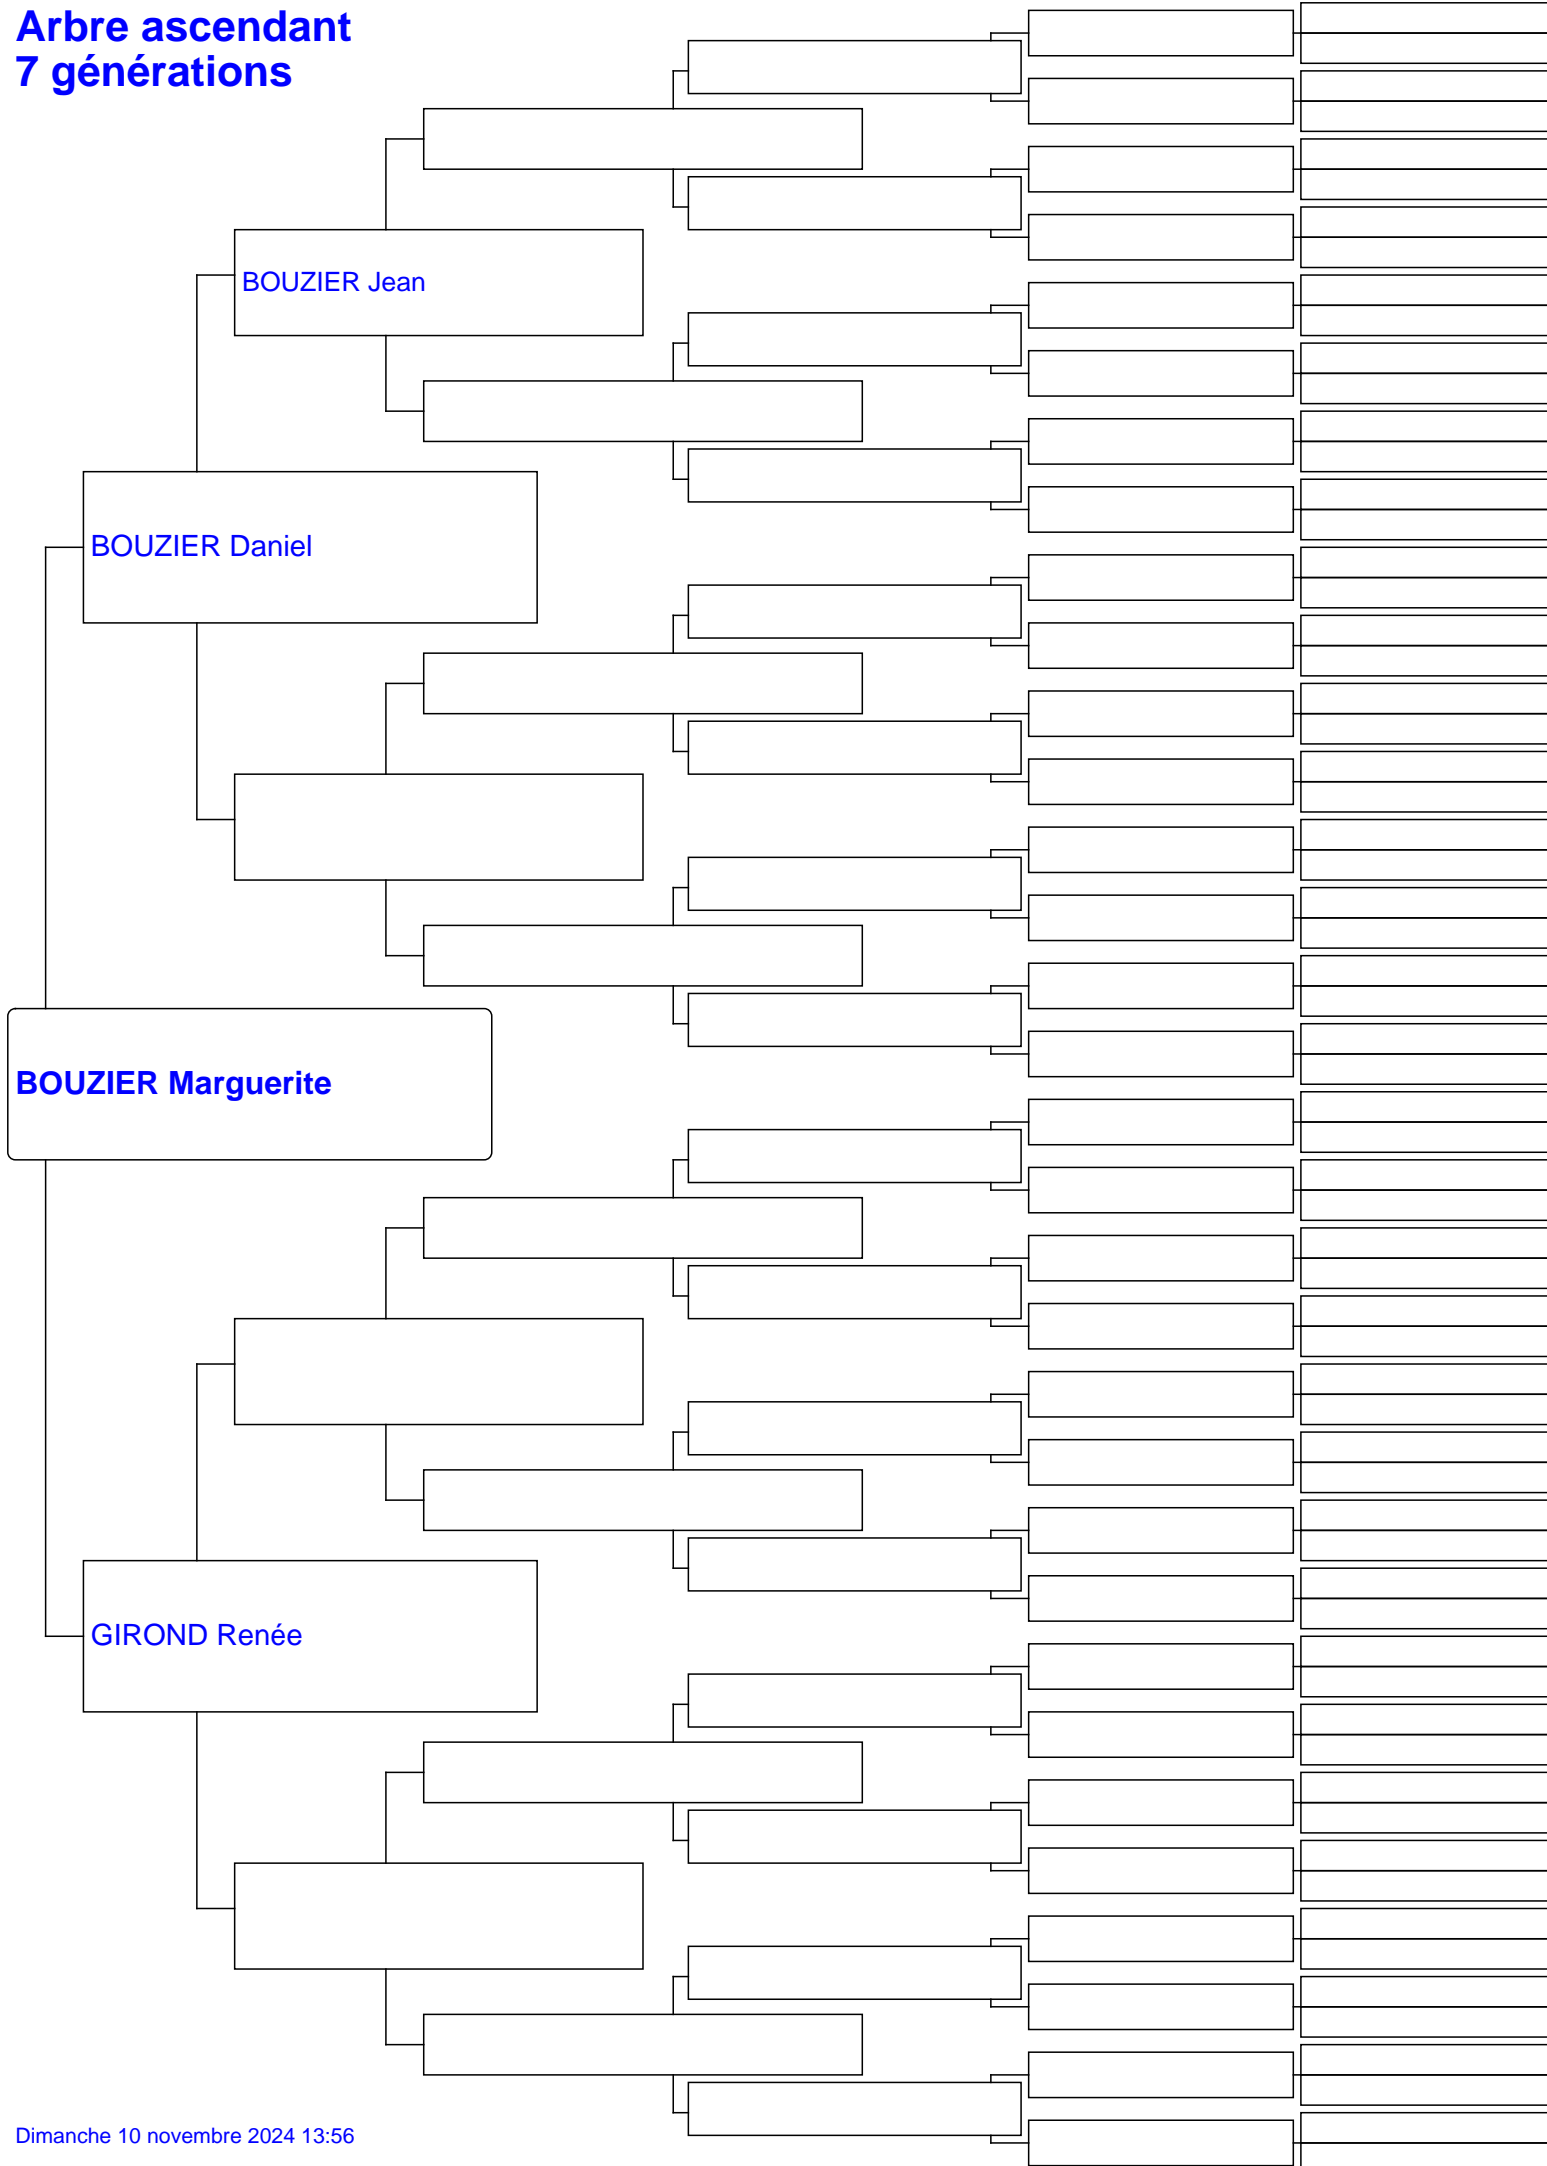 Arbre ascendant
7 générations
BOUZIER Jean
BOUZIER Daniel
BOUZIER Marguerite
GIROND Renée
Dimanche 10 novembre 2024 13:56